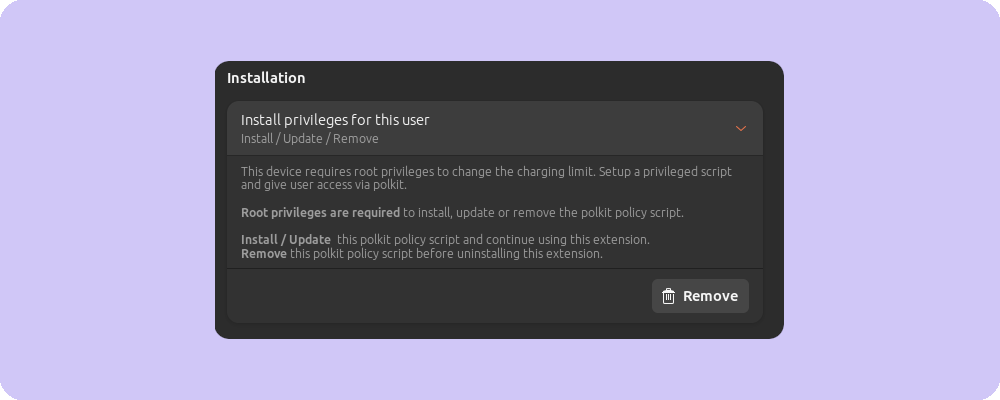 Installation
Install privileges for this user
Install / Update / Remove
This device requires root privileges to change the charging limit. Setup a privileged script
and give user access via polkit.
Root privileges are required to install, update or remove the polkit policy script.
Install / Update this polkit policy script and continue using this extension.
Remove this polkit policy script before uninstalling this extension.
Remove